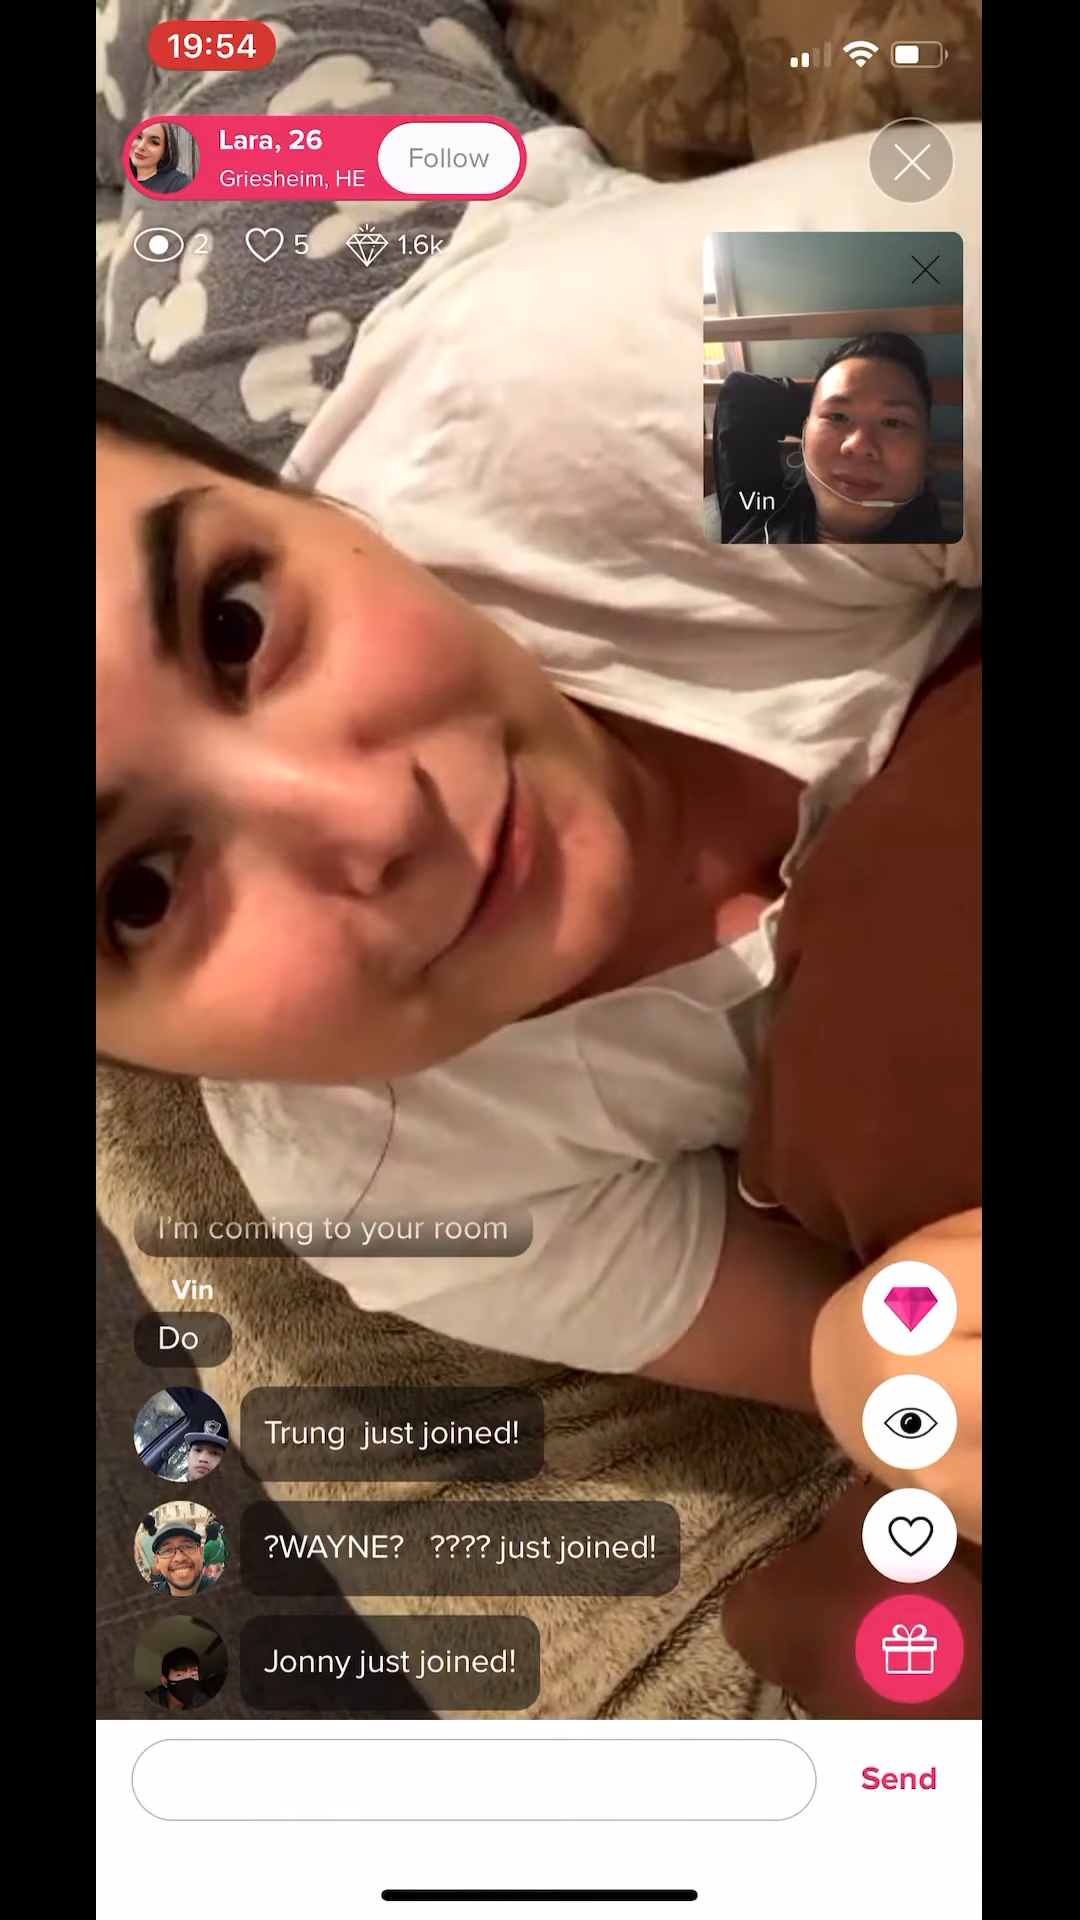 19:54
Lara, 26
Griesheim, HE
Follow
2
5
1.6k
Vin
I'm coming to your room
Vin
Do
Trung just joined!
?WAYNE? ???? just joined!
Jonny just joined!
Send